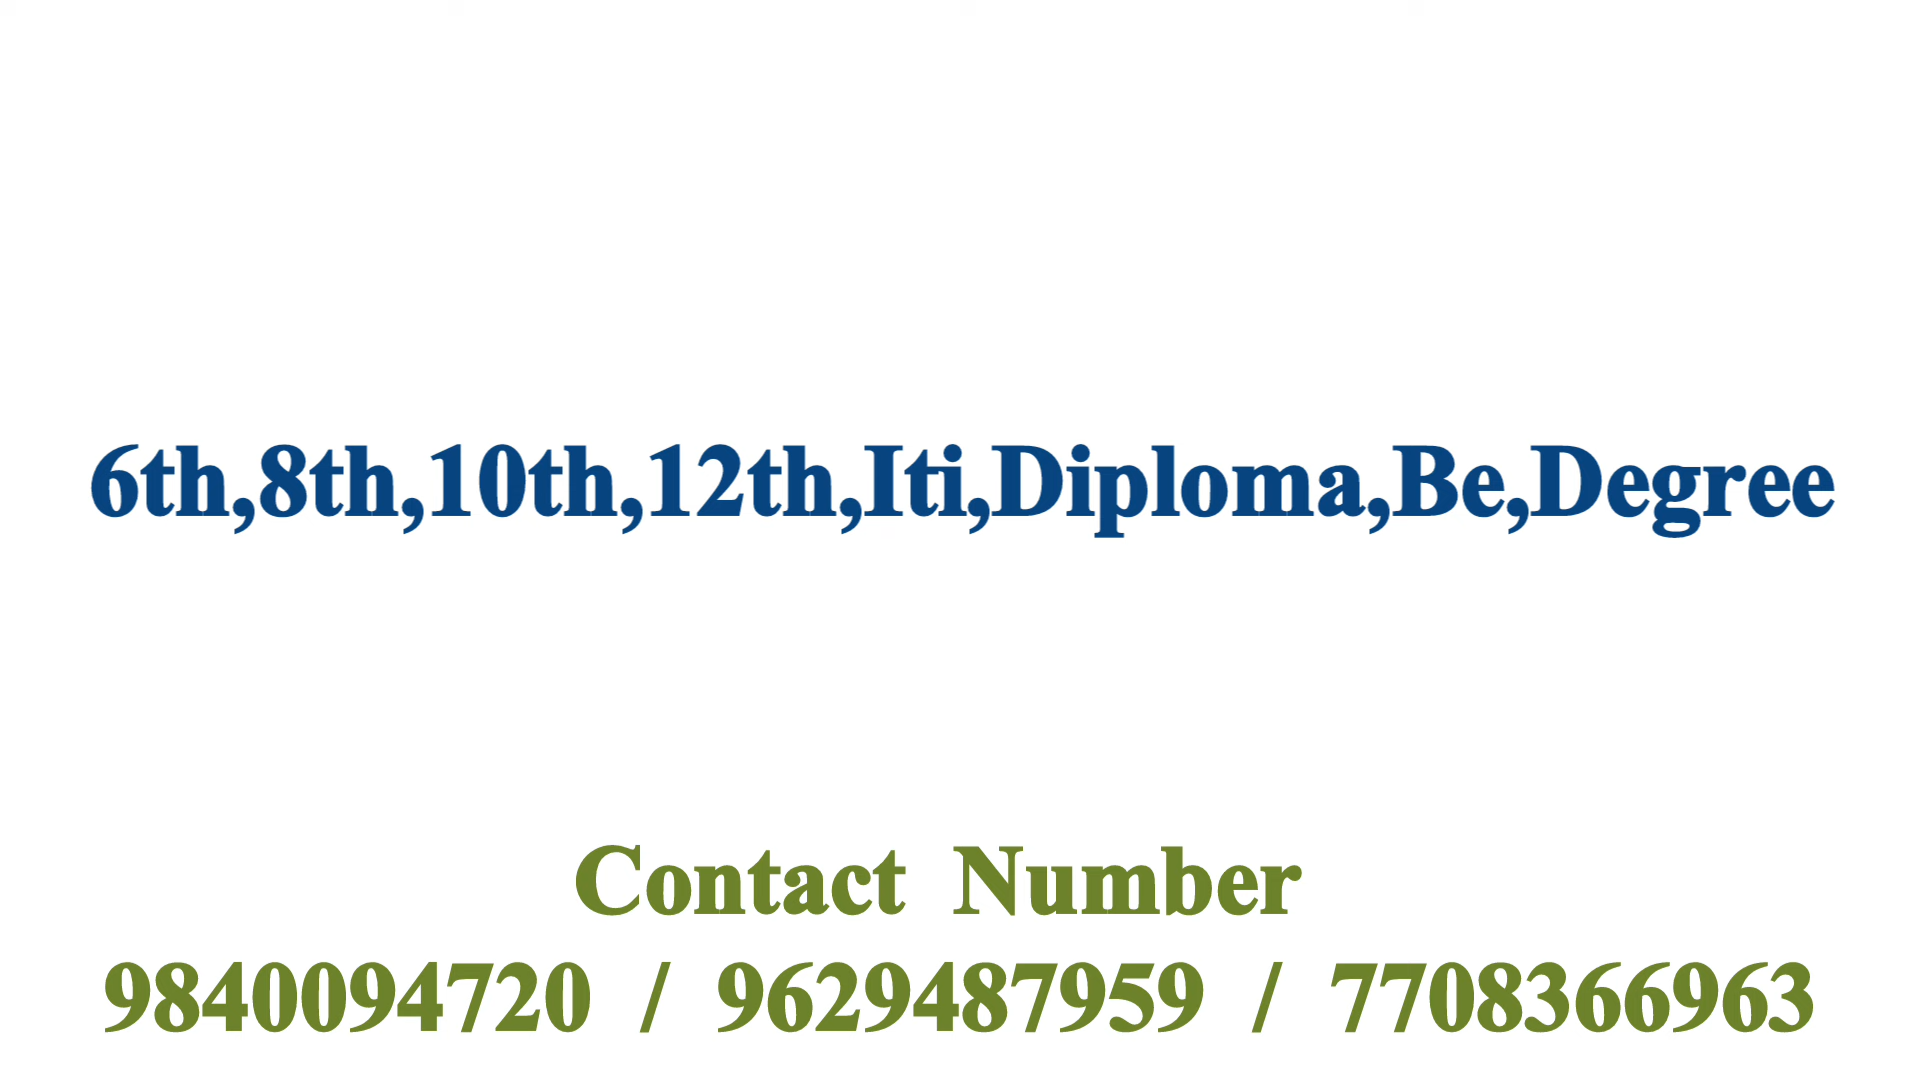 6th,8th,10th,12th,Iti,Diploma,Be,Degree
Contact Number
9840094720 / 9629487959 / 7708366963